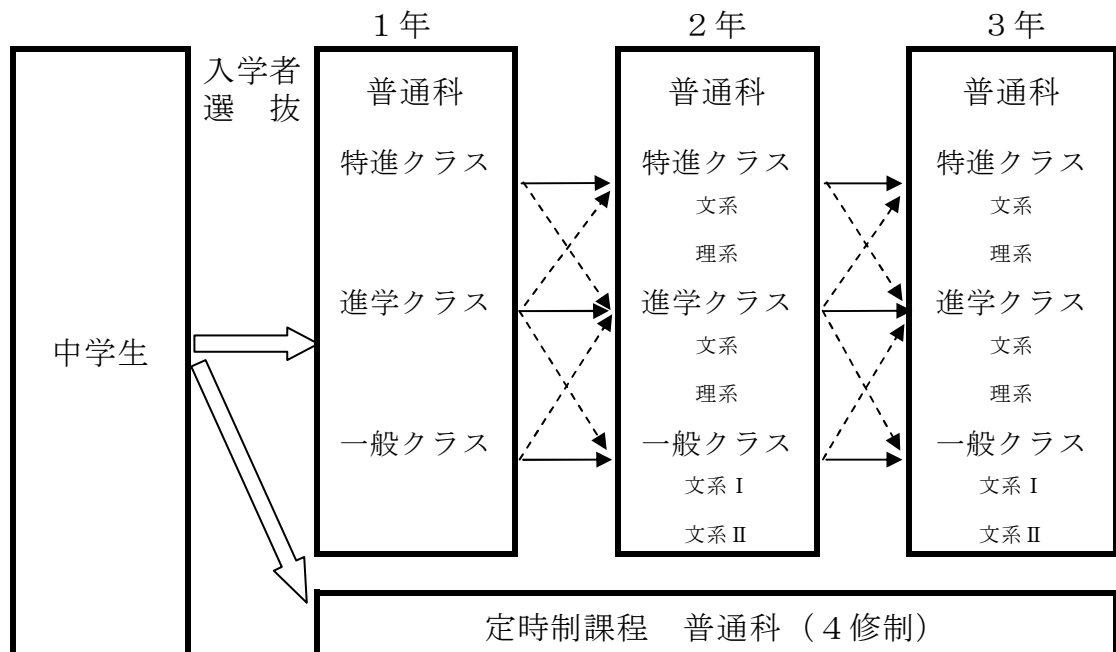 １年
２年
３年
中学生
入学者
選　抜
普通科
特進クラス
進学クラス
一般クラス
普通科
特進クラス
文系
理系
進学クラス
文系
理系
一般クラス
文系Ⅰ
文系Ⅱ
普通科
特進クラス
文系
理系
進学クラス
文系
理系
一般クラス
文系Ⅰ
文系Ⅱ
定時制課程　普通科（４修制）